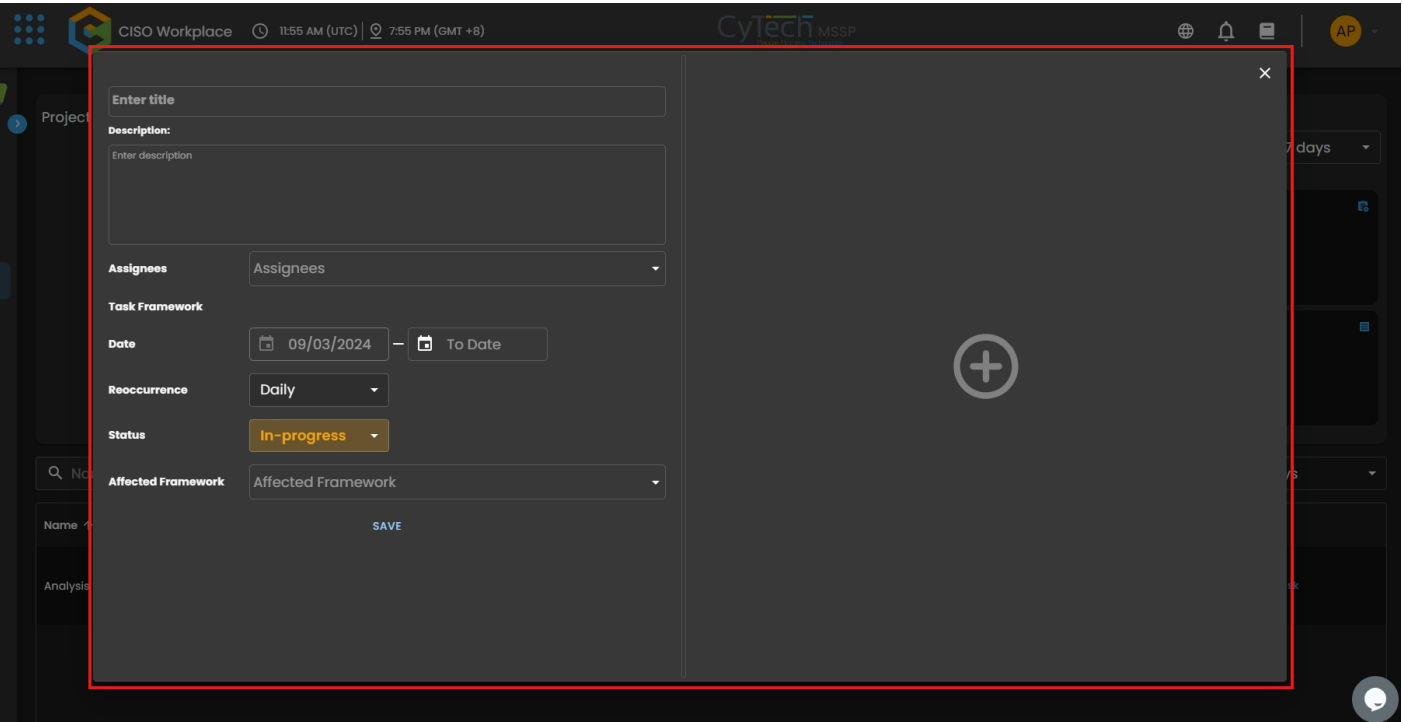 CISO Workplace 11:55 AM (UTC) 7:55 PM (GMT +8) CyTech MSSP AP
Project
7 days
Enter title
Description:
Enter description
Assignees Assignees
Task Framework
Date 09/03/2024 – To Date
Reoccurrence Daily
Status In-progress
Affected Framework Affected Framework
SAVE
Name
Analysis